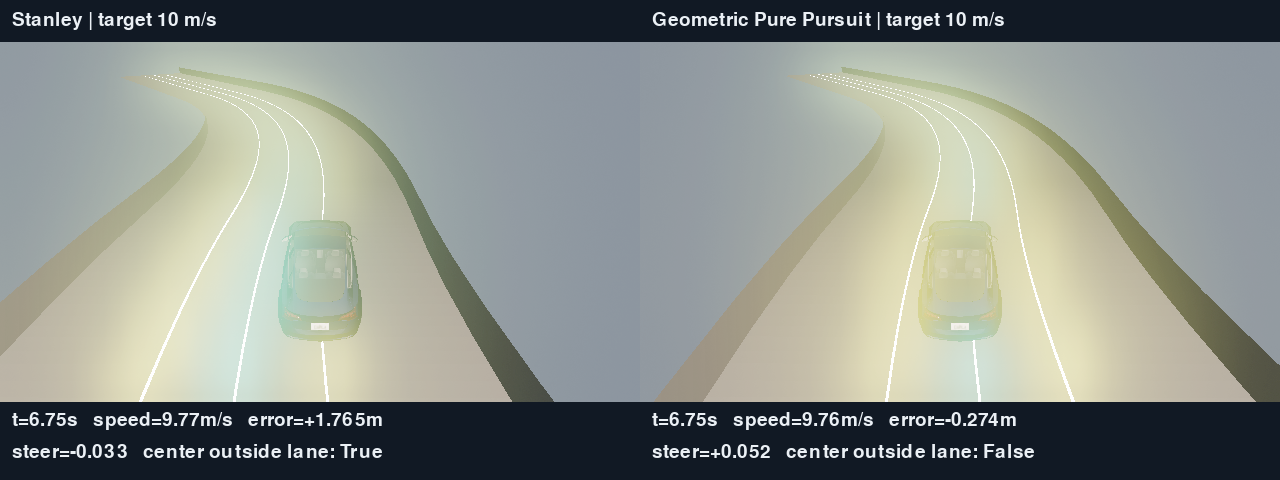 Stanley | target 10 m/s
t=6.75s speed=9.77m/s error=+1.765m
steer=-0.033 center outside lane: True
Geometric Pure Pursuit | target 10 m/s
t=6.75s speed=9.76m/s error=-0.274m
steer=+0.052 center outside lane: False